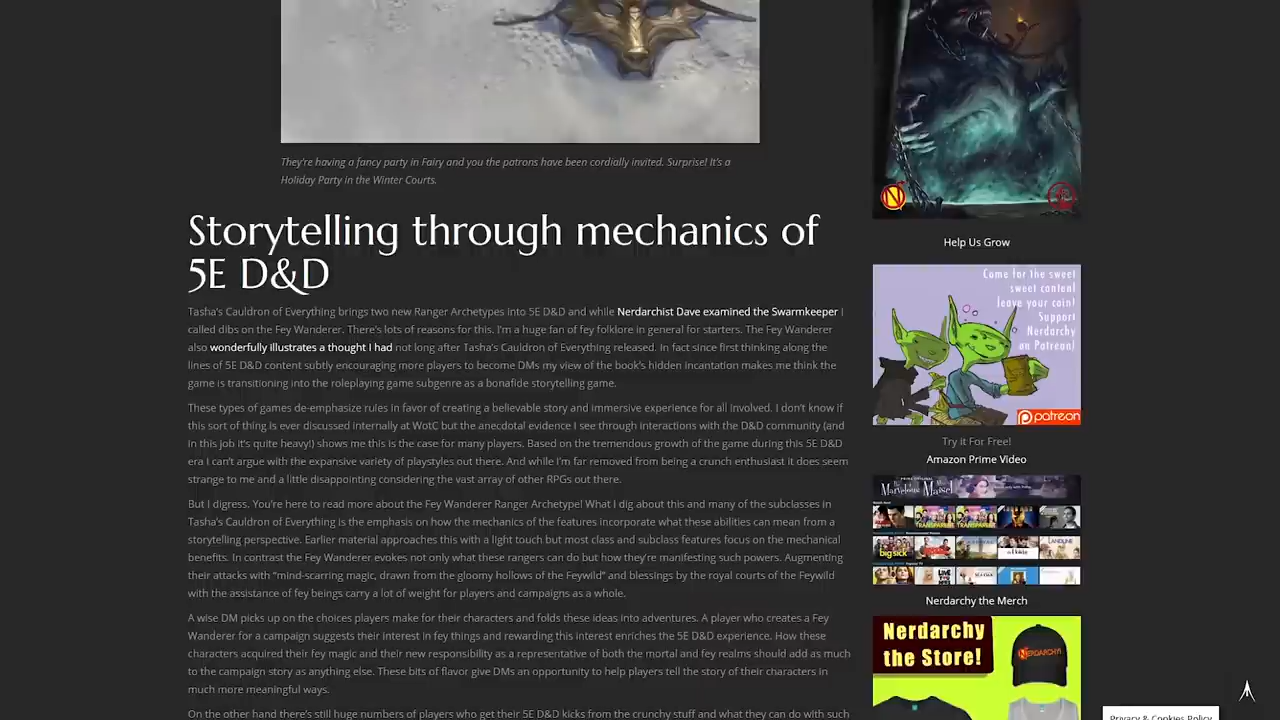 They're having a fancy party in Fairy and you the patrons have been cordially invited. Surprise! It's a
Holiday Party in the Winter Courts.
Storytelling through mechanics of
5E D&D
Tasha's Cauldron of Everything brings two new Ranger Archetypes into 5E D&D and while Nerdarchist Dave examined the Swarmkeeper I
called dibs on the Fey Wanderer. There's lots of reasons for this. I'm a huge fan of fey folklore in general for starters. The Fey Wanderer
also wonderfully illustrates a thought I had not long after Tasha's Cauldron of Everything released. In fact since first thinking along the
lines of 5E D&D content subtly encouraging more players to become DMs my view of the book's hidden incantation makes me think the
game is transitioning into the roleplaying game subgenre as a bonafide storytelling game.
These types of games de-emphasize rules in favor of creating a believable story and immersive experience for all involved. I don't know if
this sort of thing is ever discussed internally at WotC but the anecdotal evidence I see through interactions with the D&D community (and
in this job it's quite heavy!) shows me this is the case for many players. Based on the tremendous growth of the game during this 5E D&D
era I can't argue with the expansive variety of playstyles out there. And while I'm far removed from being a crunch enthusiast it does seem
strange to me and a little disappointing considering the vast array of other RPGs out there.
But I digress. You're here to read more about the Fey Wanderer Ranger Archetype! What I dig about this and many of the subclasses in
Tasha's Cauldron of Everything is the emphasis on how the mechanics of the features incorporate what these abilities can mean from a
storytelling perspective. Earlier material approaches this with a light touch but most class and subclass features focus on the mechanical
benefits. In contrast the Fey Wanderer evokes not only what these rangers can do but how they're manifesting such powers. Augmenting
their attacks with "mind-scarring magic, drawn from the gloomy hollows of the Feywild" and blessings by the royal courts of the Feywild
with the assistance of fey beings carry a lot of weight for players and campaigns as a whole.
A wise DM picks up on the choices players make for their characters and folds these ideas into adventures. A player who creates a Fey
Wanderer for a campaign suggests their interest in fey things and rewarding this interest enriches the 5E D&D experience. How these
characters acquired their fey magic and their new responsibility as a representative of both the mortal and fey realms should add as much
to the campaign story as anything else. These bits of flavor give DMs an opportunity to help players tell the story of their characters in
much more meaningful ways.
On the other hand there's still huge numbers of players who get their 5E D&D kicks from the crunchy stuff and what they can do with such
N
Help Us Grow
Come for the sweet
sweet content
leave your coin!
Support
Nerdarchy
on Patreon!
patreon
Try it For Free!
Amazon Prime Video
Marvelous Mrs. Maisel
TRANSPARENT
TRANSPARENT
big sick
LANDLINE
Nerdarchy the Merch
Nerdarchy
the Store!
NERDARCHY
Privacy & Cookies Policy